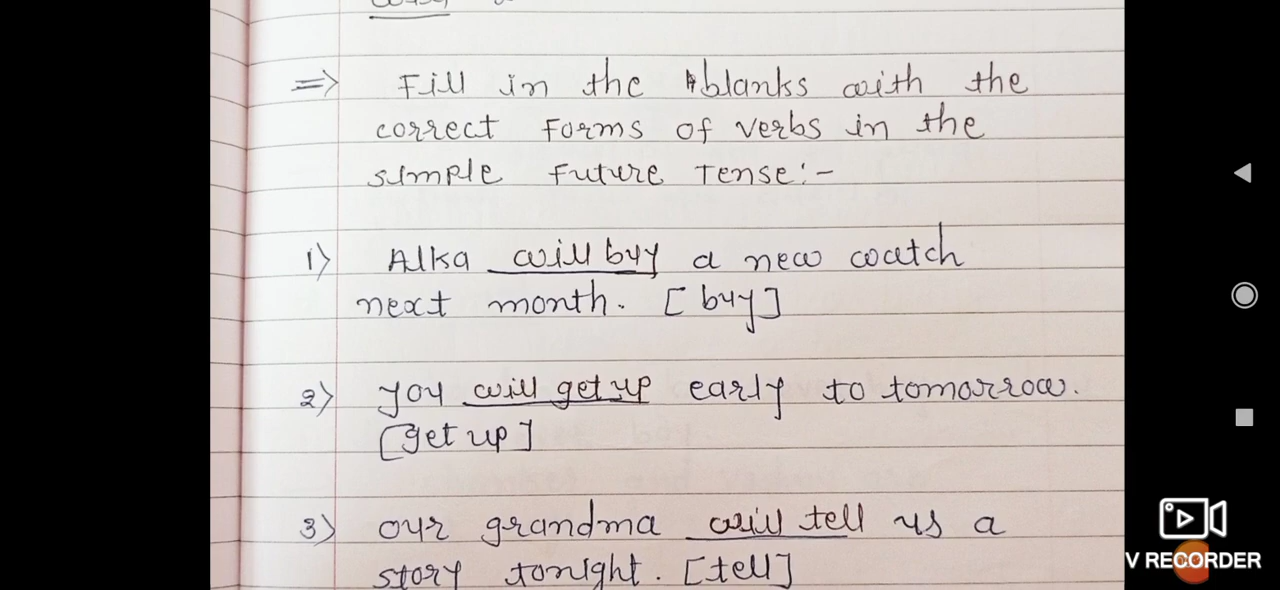 ⇒ Fill in the blanks with the
correct forms of verbs in the
simple future Tense:-
1) Alka will buy a new watch
next month. [buy]
2) you will get up early to tomorrow.
[get up]
3) our grandma will tell us a
story tonight. [tell]
V RECORDER